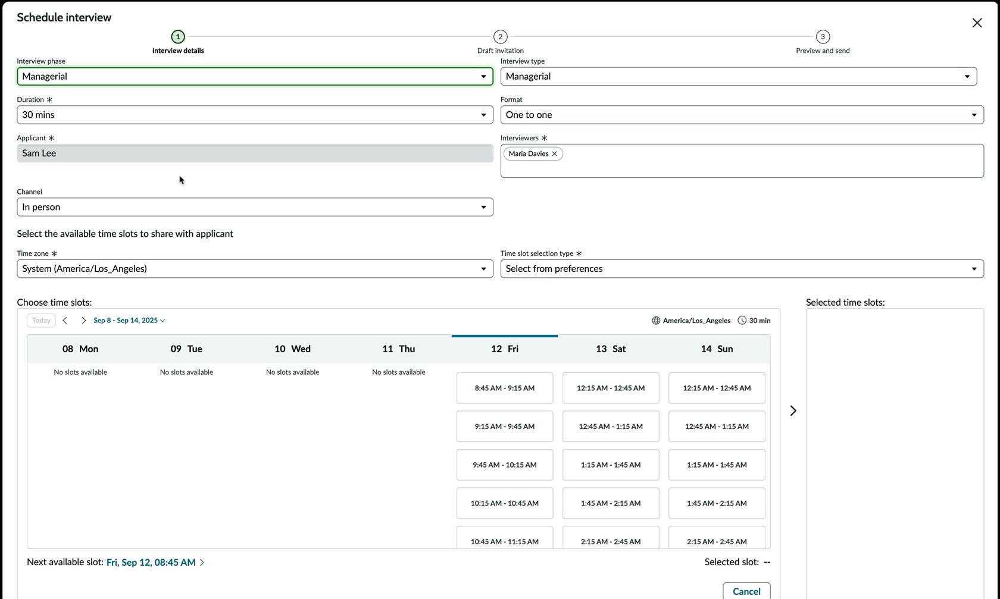 Schedule interview
1
2
3
Interview details
Draft invitation
Preview and send
Interview phase
Interview type
Managerial
Managerial
Duration *
Format
30 mins
One to one
Applicant *
Interviewers *
Sam Lee
Maria Davies
Channel
In person
Select the available time slots to share with applicant
Time zone *
Time slot selection type *
System (America/Los_Angeles)
Select from preferences
Choose time slots:
Selected time slots:
Today
Sep 8 - Sep 14, 2025
America/Los_Angeles
30 min
08 Mon
09 Tue
10 Wed
11 Thu
12 Fri
13 Sat
14 Sun
No slots available
No slots available
No slots available
No slots available
8:45 AM - 9:15 AM
12:15 AM - 12:45 AM
12:15 AM - 12:45 AM
9:15 AM - 9:45 AM
12:45 AM - 1:15 AM
12:45 AM - 1:15 AM
9:45 AM - 10:15 AM
1:15 AM - 1:45 AM
1:15 AM - 1:45 AM
10:15 AM - 10:45 AM
1:45 AM - 2:15 AM
1:45 AM - 2:15 AM
10:45 AM - 11:15 AM
2:15 AM - 2:45 AM
2:15 AM - 2:45 AM
Next available slot: Fri, Sep 12, 08:45 AM
Selected slot: --
Cancel